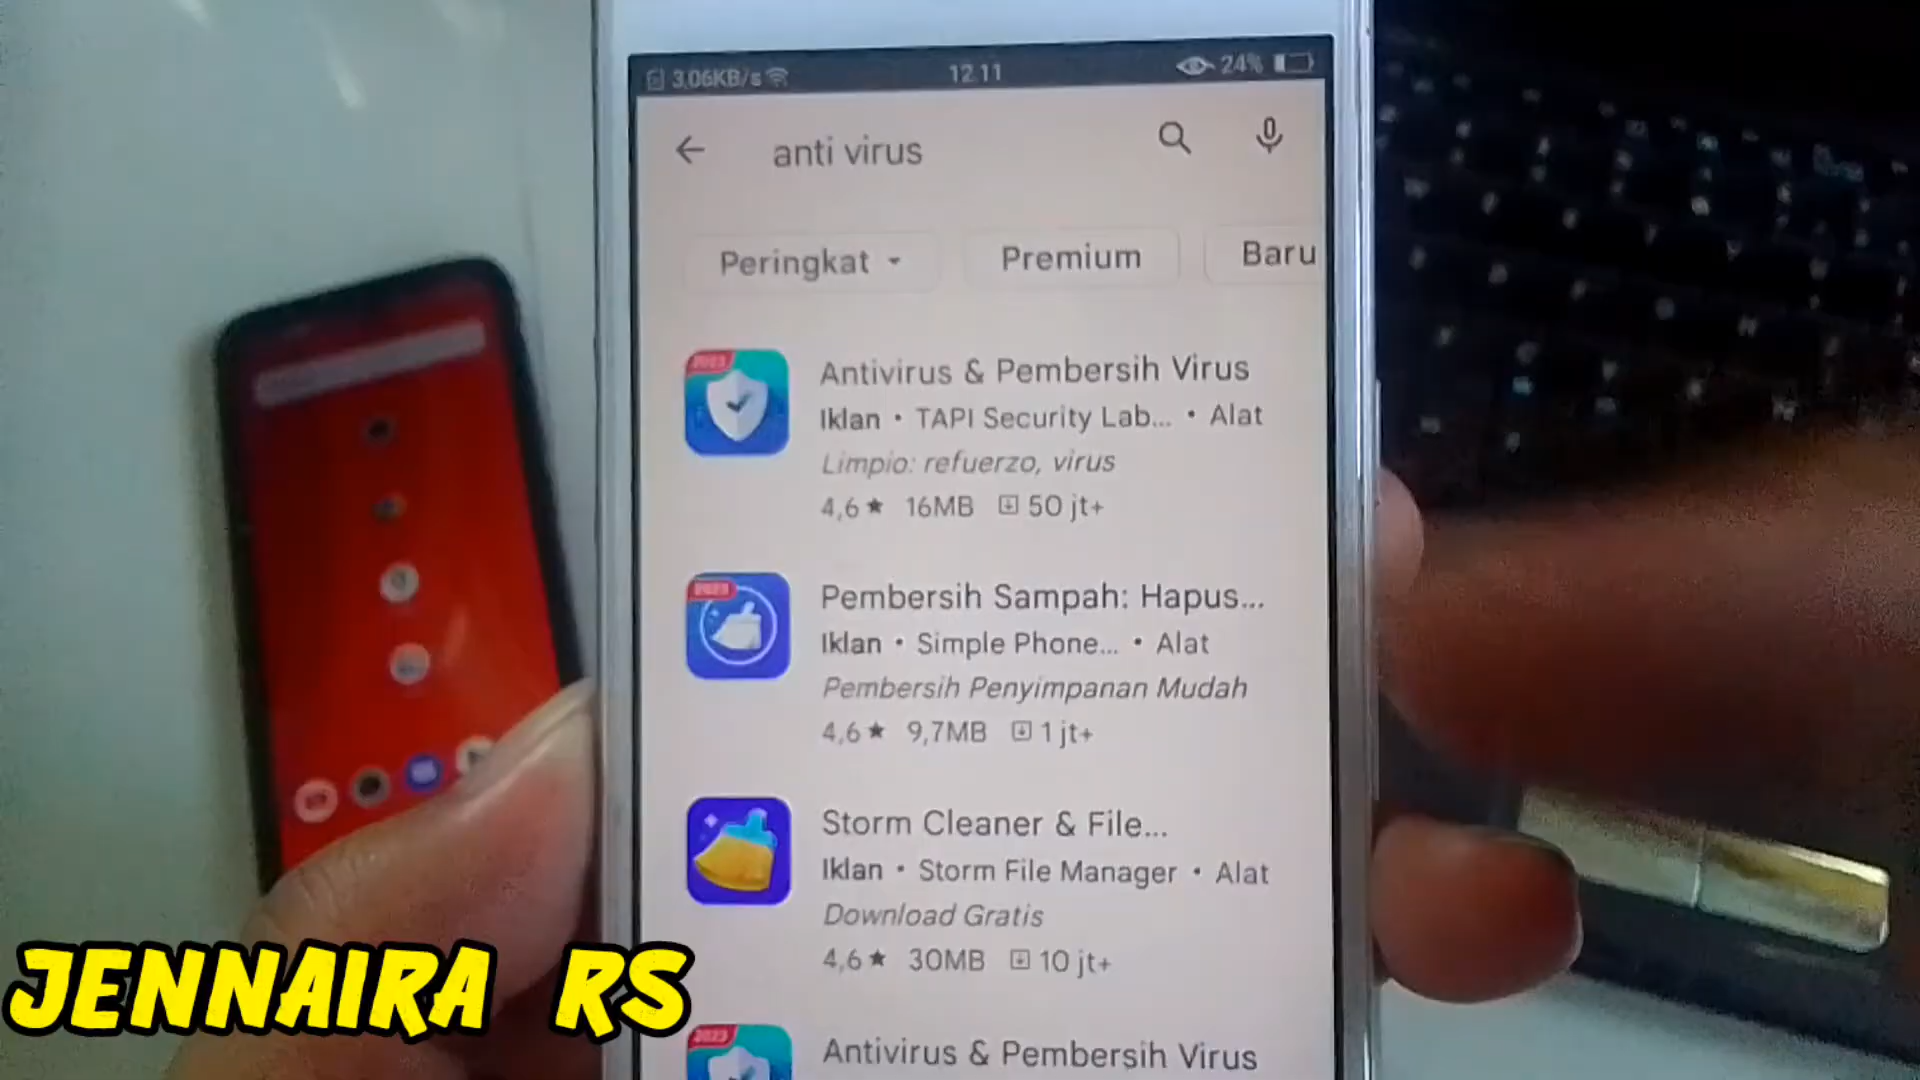 3,06KB/s 12.11 24%
anti virus
Peringkat Premium Baru
2023
Antivirus & Pembersih Virus
Iklan • TAPI Security Lab... • Alat
Limpio: refuerzo, virus
4,6★ 16MB 50 jt+
2023
Pembersih Sampah: Hapus...
Iklan • Simple Phone... • Alat
Pembersih Penyimpanan Mudah
4,6★ 9,7MB 1 jt+
Storm Cleaner & File...
Iklan • Storm File Manager • Alat
Download Gratis
4,6★ 30MB 10 jt+
2023
Antivirus & Pembersih Virus
JENNAIRA RS